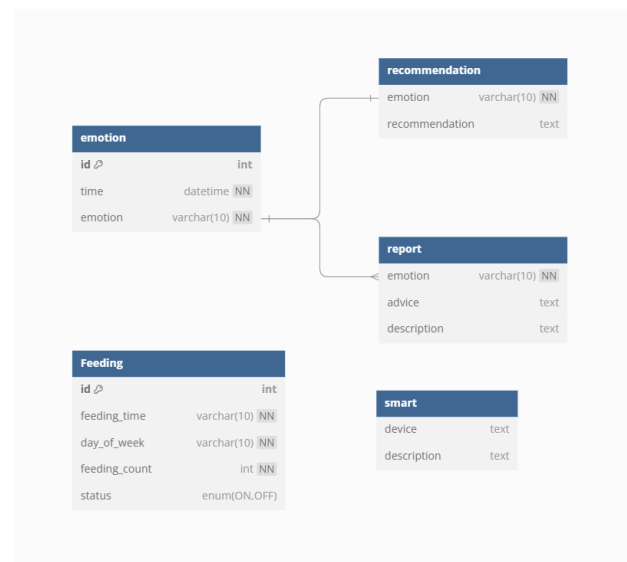 recommendation
emotion varchar(10) NN
recommendation text
emotion
id int
time datetime NN
emotion varchar(10) NN
report
emotion varchar(10) NN
advice text
description text
Feeding
id int
feeding_time varchar(10) NN
day_of_week varchar(10) NN
feeding_count int NN
status enum(ON,OFF)
smart
device text
description text